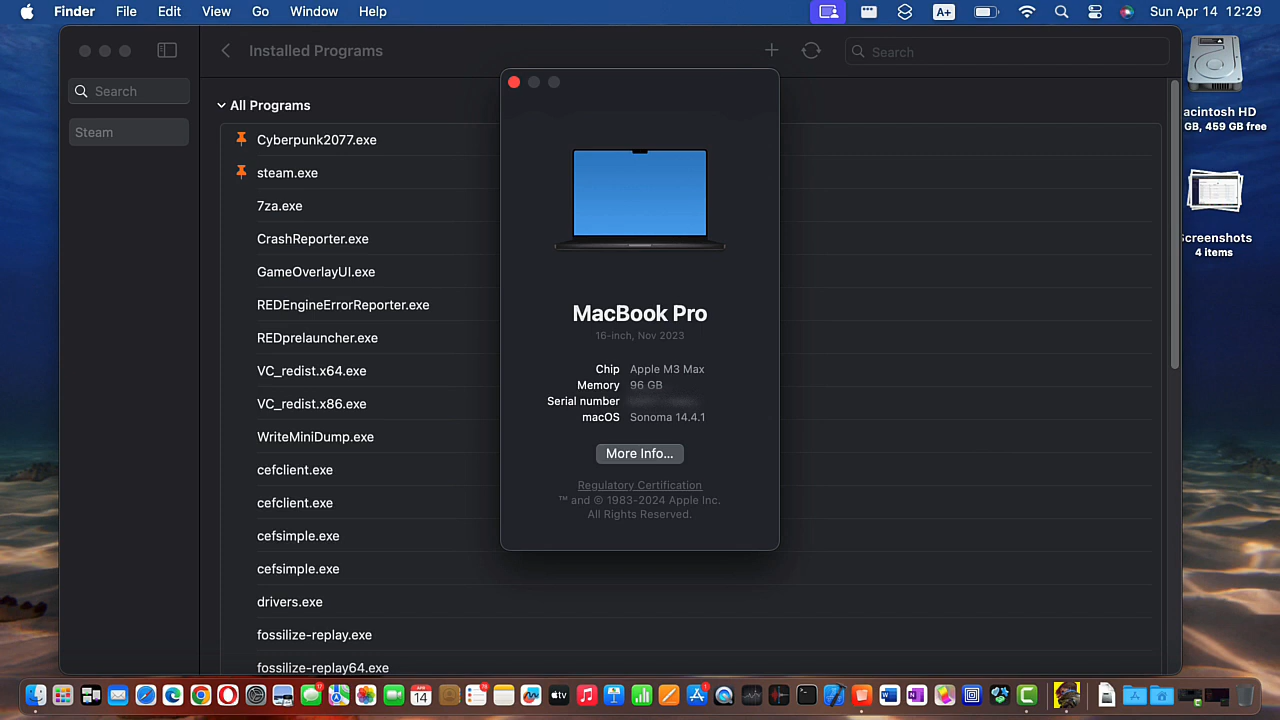 Finder File Edit View Go Window Help
A+
Sun Apr 14 12:29
Installed Programs
Search
Search
Steam
All Programs
Cyberpunk2077.exe
steam.exe
7za.exe
CrashReporter.exe
GameOverlayUI.exe
REDEngineErrorReporter.exe
REDprelauncher.exe
VC_redist.x64.exe
VC_redist.x86.exe
WriteMiniDump.exe
cefclient.exe
cefclient.exe
cefsimple.exe
cefsimple.exe
drivers.exe
fossilize-replay.exe
fossilize-replay64.exe
MacBook Pro
16-inch, Nov 2023
Chip Apple M3 Max
Memory 96 GB
Serial number
macOS Sonoma 14.4.1
More Info...
Regulatory Certification
™ and © 1983-2024 Apple Inc.
All Rights Reserved.
acintosh HD
GB, 459 GB free
Screenshots
4 items
14
tv